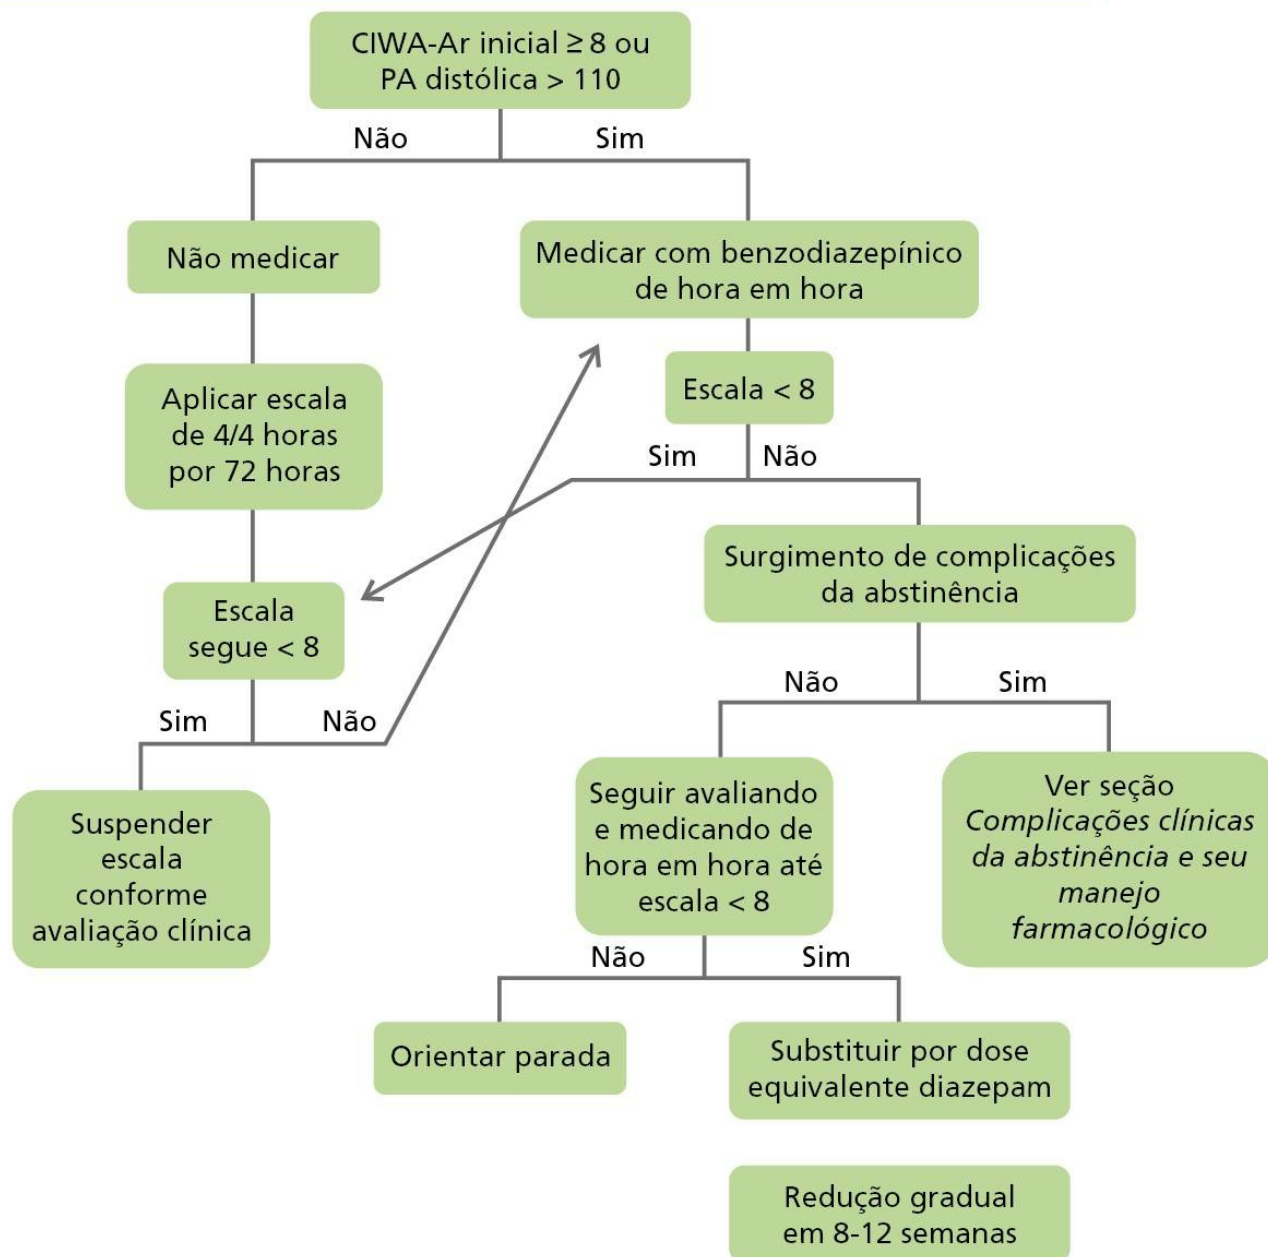 CIWA-Ar inicial ≥ 8 ou
PA distólica > 110
Não
Sim
Não medicar
Medicar com benzodiazepínico
de hora em hora
Aplicar escala
de 4/4 horas
por 72 horas
Escala < 8
Sim
Não
Surgimento de complicações
da abstinência
Escala
segue < 8
Sim
Não
Não
Sim
Suspender
escala
conforme
avaliação clínica
Seguir avaliando
e medicando de
hora em hora até
escala < 8
Ver seção
Complicações clínicas
da abstinência e seu
manejo
farmacológico
Não
Sim
Orientar parada
Substituir por dose
equivalente diazepam
Redução gradual
em 8-12 semanas